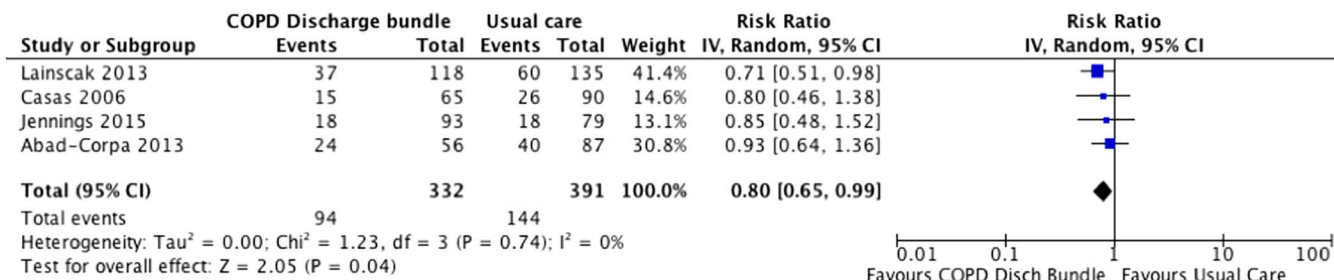 COPD Discharge bundle Usual care Risk Ratio Risk Ratio
Study or Subgroup Events Total Events Total Weight IV, Random, 95% CI IV, Random, 95% CI
Lainscak 2013 37 118 60 135 41.4% 0.71 [0.51, 0.98]
Casas 2006 15 65 26 90 14.6% 0.80 [0.46, 1.38]
Jennings 2015 18 93 18 79 13.1% 0.85 [0.48, 1.52]
Abad-Corpa 2013 24 56 40 87 30.8% 0.93 [0.64, 1.36]
Total (95% CI) 332 391 100.0% 0.80 [0.65, 0.99]
Total events 94 144
Heterogeneity: Tau² = 0.00; Chi² = 1.23, df = 3 (P = 0.74); I² = 0%
Test for overall effect: Z = 2.05 (P = 0.04)
0.01 0.1 1 10 100
Favours COPD Disch Bundle Favours Usual Care